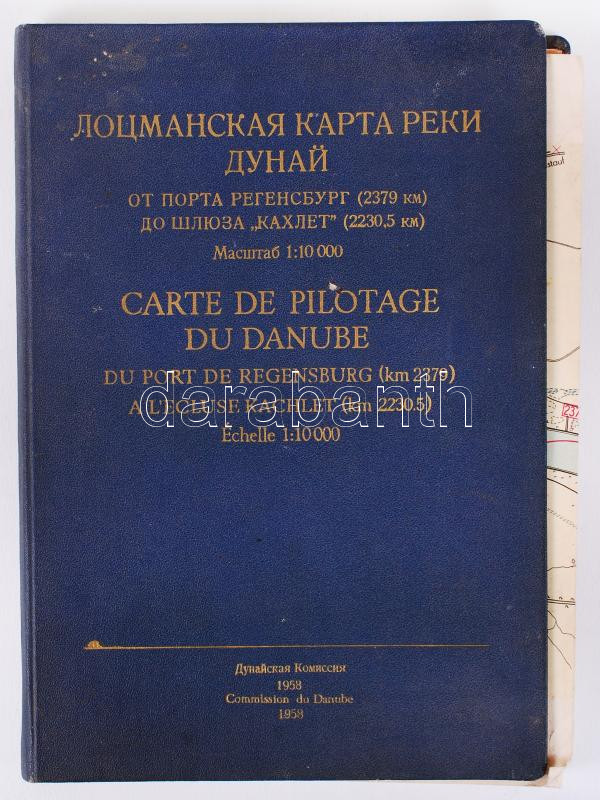 ЛОЦМАНСКАЯ КАРТА РЕКИ
ДУНАЙ
ОТ ПОРТА РЕГЕНСБУРГ (2379 КМ)
ДО ШЛЮЗА „КАХЛЕТ” (2230,5 КМ)
Масштаб 1:10 000
CARTE DE PILOTAGE
DU DANUBE
DU PORT DE REGENSBURG (km 2379)
A L'ECLUSE KACHLET (km 2230.5)
Echelle 1:10 000
darabanth
Дунайская Комиссия
1958
Commission du Danube
1958